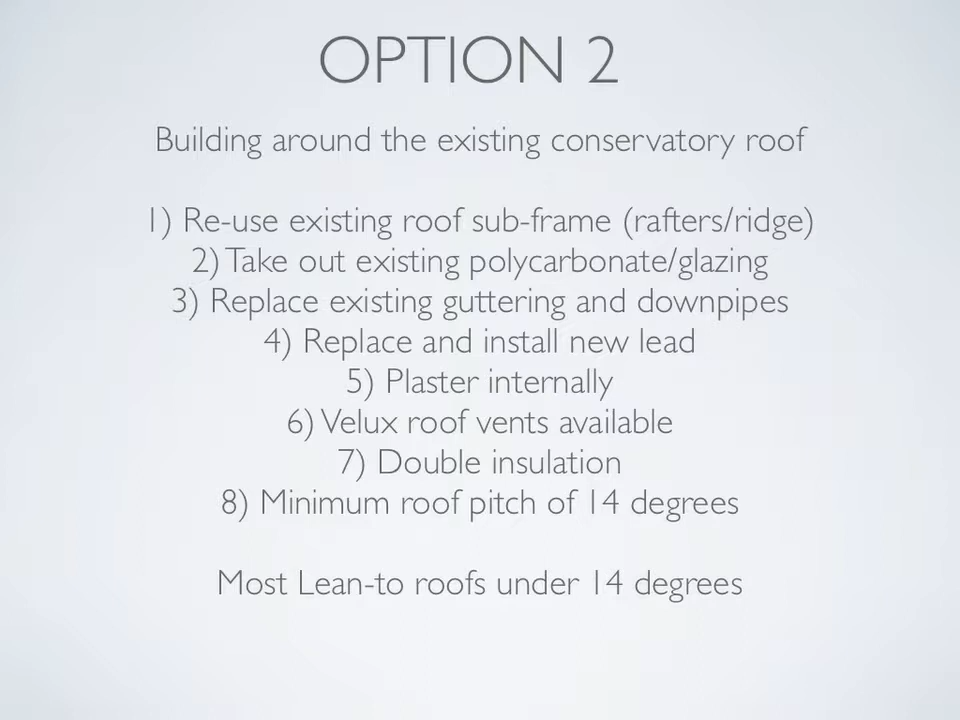 OPTION 2
Building around the existing conservatory roof
1) Re-use existing roof sub-frame (rafters/ridge)
2) Take out existing polycarbonate/glazing
3) Replace existing guttering and downpipes
4) Replace and install new lead
5) Plaster internally
6) Velux roof vents available
7) Double insulation
8) Minimum roof pitch of 14 degrees
Most Lean-to roofs under 14 degrees